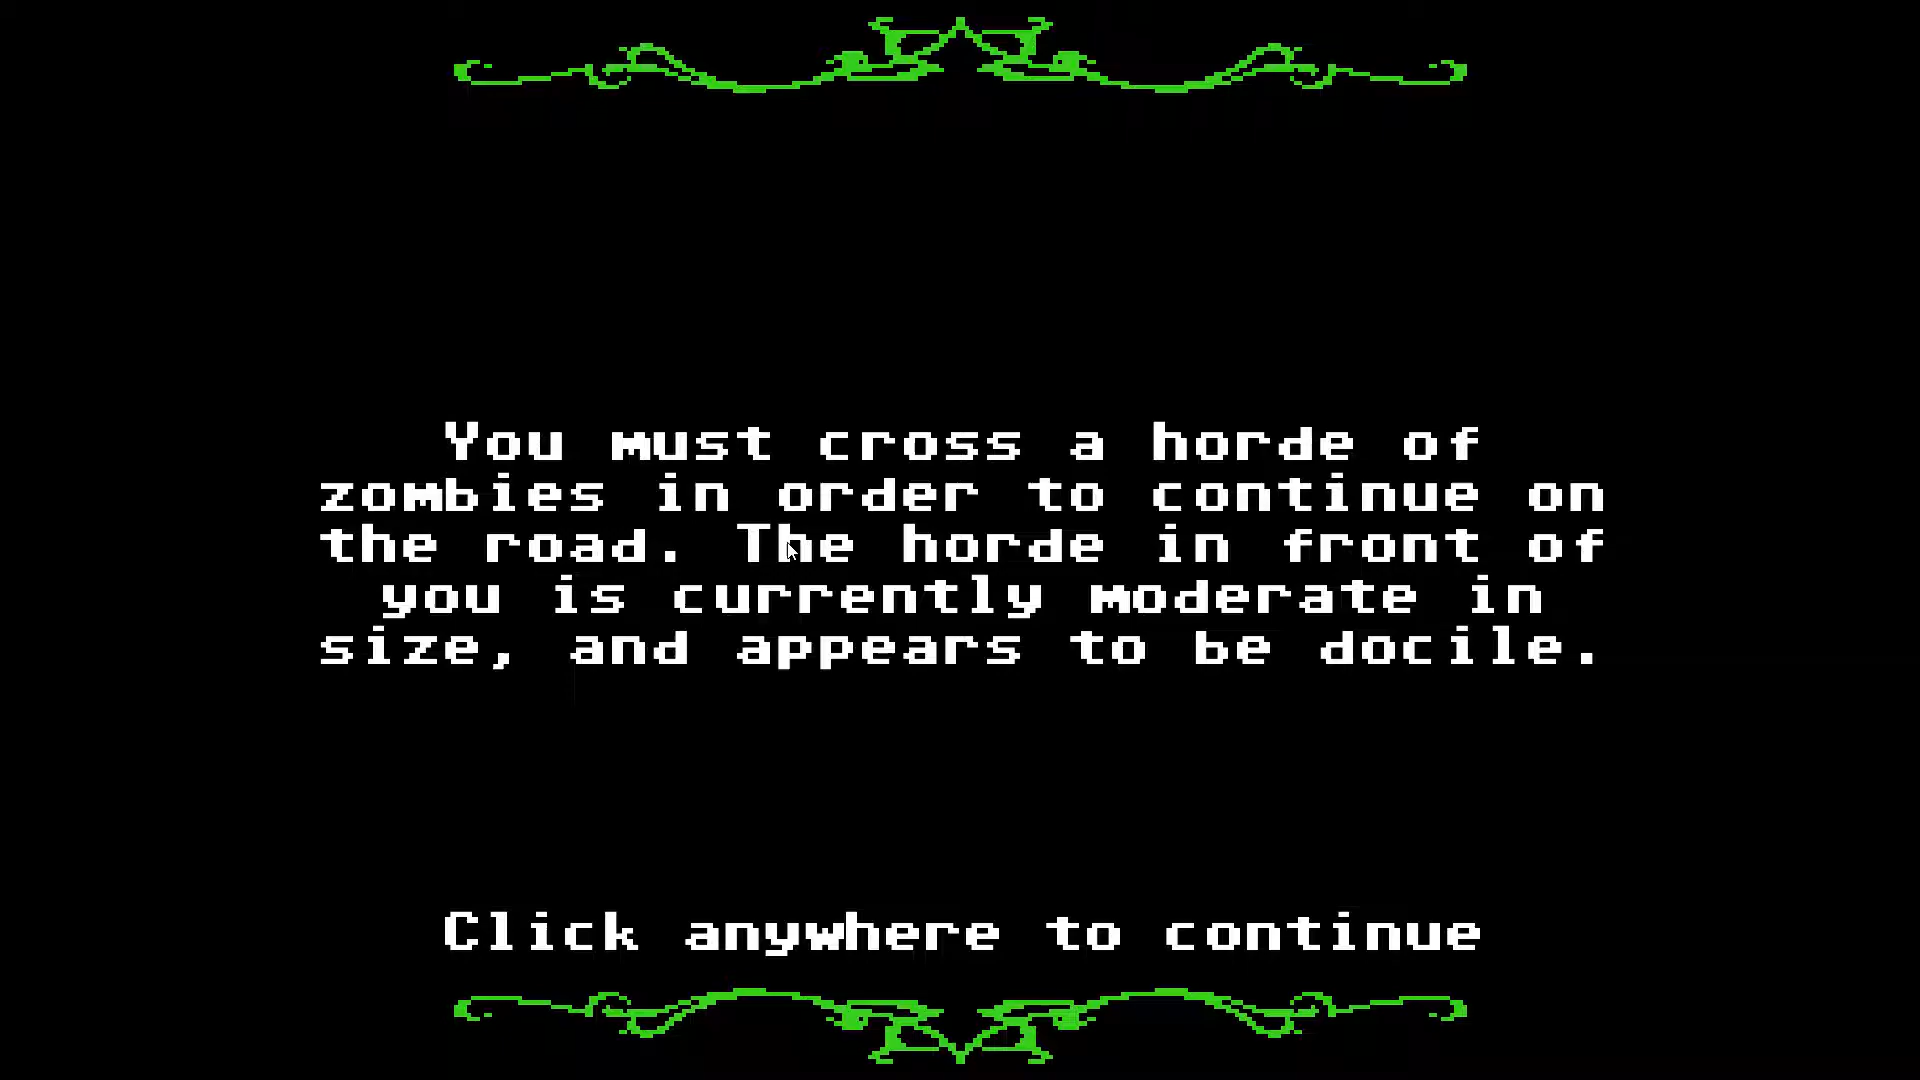 You must cross a horde of
zombies in order to continue on
the road. The horde in front of
you is currently moderate in
size, and appears to be docile.
Click anywhere to continue